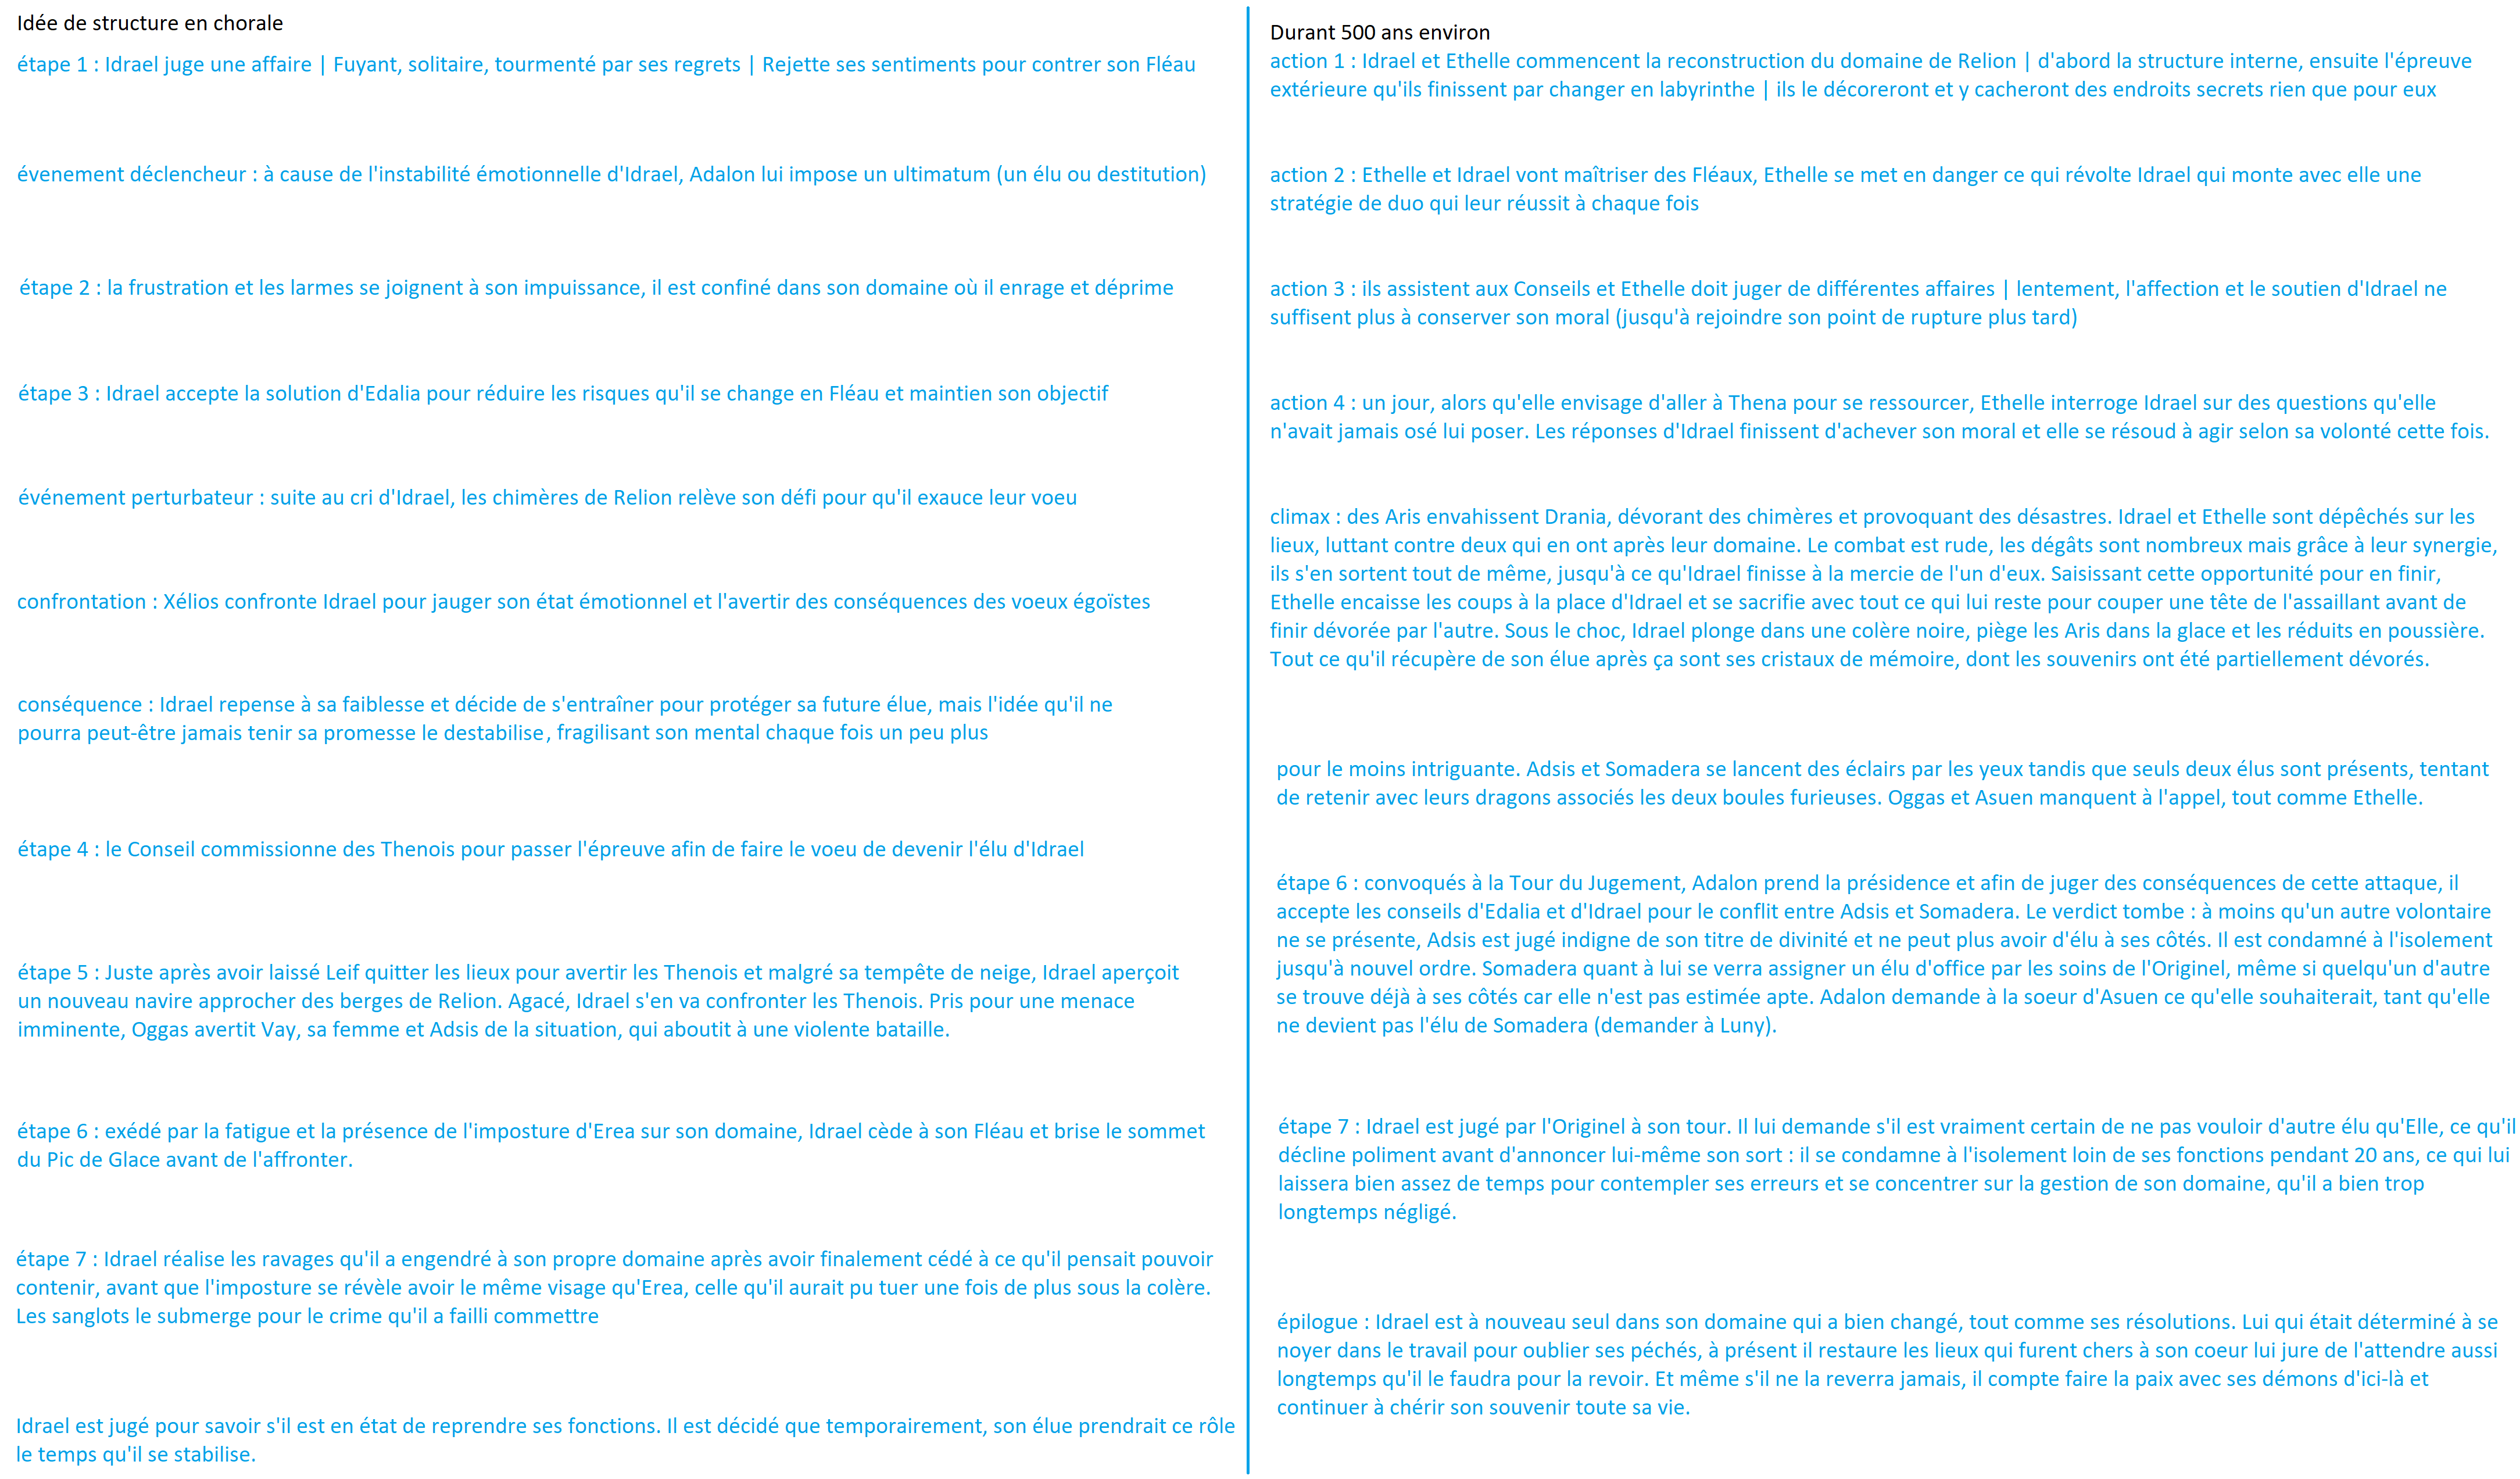 Idée de structure en chorale
étape 1 : Idrael juge une affaire | Fuyant, solitaire, tourmenté par ses regrets | Rejette ses sentiments pour contrer son Fléau
évenement déclencheur : à cause de l'instabilité émotionnelle d'Idrael, Adalon lui impose un ultimatum (un élu ou destitution)
étape 2 : la frustration et les larmes se joignent à son impuissance, il est confiné dans son domaine où il enrage et déprime
étape 3 : Idrael accepte la solution d'Edalia pour réduire les risques qu'il se change en Fléau et maintien son objectif
événement perturbateur : suite au cri d'Idrael, les chimères de Relion relève son défi pour qu'il exauce leur voeu
confrontation : Xélios confronte Idrael pour jauger son état émotionnel et l'avertir des conséquences des voeux égoïstes
conséquence : Idrael repense à sa faiblesse et décide de s'entraîner pour protéger sa future élue, mais l'idée qu'il ne
pourra peut-être jamais tenir sa promesse le destabilise, fragilisant son mental chaque fois un peu plus
étape 4 : le Conseil commissionne des Thenois pour passer l'épreuve afin de faire le voeu de devenir l'élu d'Idrael
étape 5 : Juste après avoir laissé Leif quitter les lieux pour avertir les Thenois et malgré sa tempête de neige, Idrael aperçoit
un nouveau navire approcher des berges de Relion. Agacé, Idrael s'en va confronter les Thenois. Pris pour une menace
imminente, Oggas avertit Vay, sa femme et Adsis de la situation, qui aboutit à une violente bataille.
étape 6 : exédé par la fatigue et la présence de l'imposture d'Erea sur son domaine, Idrael cède à son Fléau et brise le sommet
du Pic de Glace avant de l'affronter.
étape 7 : Idrael réalise les ravages qu'il a engendré à son propre domaine après avoir finalement cédé à ce qu'il pensait pouvoir
contenir, avant que l'imposture se révèle avoir le même visage qu'Erea, celle qu'il aurait pu tuer une fois de plus sous la colère.
Les sanglots le submerge pour le crime qu'il a failli commettre
Idrael est jugé pour savoir s'il est en état de reprendre ses fonctions. Il est décidé que temporairement, son élue prendrait ce rôle
le temps qu'il se stabilise.
Durant 500 ans environ
action 1 : Idrael et Ethelle commencent la reconstruction du domaine de Relion | d'abord la structure interne, ensuite l'épreuve
extérieure qu'ils finissent par changer en labyrinthe | ils le décoreront et y cacheront des endroits secrets rien que pour eux
action 2 : Ethelle et Idrael vont maîtriser des Fléaux, Ethelle se met en danger ce qui révolte Idrael qui monte avec elle une
stratégie de duo qui leur réussit à chaque fois
action 3 : ils assistent aux Conseils et Ethelle doit juger de différentes affaires | lentement, l'affection et le soutien d'Idrael ne
suffisent plus à conserver son moral (jusqu'à rejoindre son point de rupture plus tard)
action 4 : un jour, alors qu'elle envisage d'aller à Thena pour se ressourcer, Ethelle interroge Idrael sur des questions qu'elle
n'avait jamais osé lui poser. Les réponses d'Idrael finissent d'achever son moral et elle se résoud à agir selon sa volonté cette fois.
climax : des Aris envahissent Drania, dévorant des chimères et provoquant des désastres. Idrael et Ethelle sont dépêchés sur les
lieux, luttant contre deux qui en ont après leur domaine. Le combat est rude, les dégâts sont nombreux mais grâce à leur synergie,
ils s'en sortent tout de même, jusqu'à ce qu'Idrael finisse à la mercie de l'un d'eux. Saisissant cette opportunité pour en finir,
Ethelle encaisse les coups à la place d'Idrael et se sacrifie avec tout ce qui lui reste pour couper une tête de l'assaillant avant de
finir dévorée par l'autre. Sous le choc, Idrael plonge dans une colère noire, piège les Aris dans la glace et les réduits en poussière.
Tout ce qu'il récupère de son élue après ça sont ses cristaux de mémoire, dont les souvenirs ont été partiellement dévorés.
pour le moins intriguante. Adsis et Somadera se lancent des éclairs par les yeux tandis que seuls deux élus sont présents, tentant
de retenir avec leurs dragons associés les deux boules furieuses. Oggas et Asuen manquent à l'appel, tout comme Ethelle.
étape 6 : convoqués à la Tour du Jugement, Adalon prend la présidence et afin de juger des conséquences de cette attaque, il
accepte les conseils d'Edalia et d'Idrael pour le conflit entre Adsis et Somadera. Le verdict tombe : à moins qu'un autre volontaire
ne se présente, Adsis est jugé indigne de son titre de divinité et ne peut plus avoir d'élu à ses côtés. Il est condamné à l'isolement
jusqu'à nouvel ordre. Somadera quant à lui se verra assigner un élu d'office par les soins de l'Originel, même si quelqu'un d'autre
se trouve déjà à ses côtés car elle n'est pas estimée apte. Adalon demande à la soeur d'Asuen ce qu'elle souhaiterait, tant qu'elle
ne devient pas l'élu de Somadera (demander à Luny).
étape 7 : Idrael est jugé par l'Originel à son tour. Il lui demande s'il est vraiment certain de ne pas vouloir d'autre élu qu'Elle, ce qu'il
décline poliment avant d'annoncer lui-même son sort : il se condamne à l'isolement loin de ses fonctions pendant 20 ans, ce qui lui
laissera bien assez de temps pour contempler ses erreurs et se concentrer sur la gestion de son domaine, qu'il a bien trop
longtemps négligé.
épilogue : Idrael est à nouveau seul dans son domaine qui a bien changé, tout comme ses résolutions. Lui qui était déterminé à se
noyer dans le travail pour oublier ses péchés, à présent il restaure les lieux qui furent chers à son coeur lui jure de l'attendre aussi
longtemps qu'il le faudra pour la revoir. Et même s'il ne la reverra jamais, il compte faire la paix avec ses démons d'ici-là et
continuer à chérir son souvenir toute sa vie.